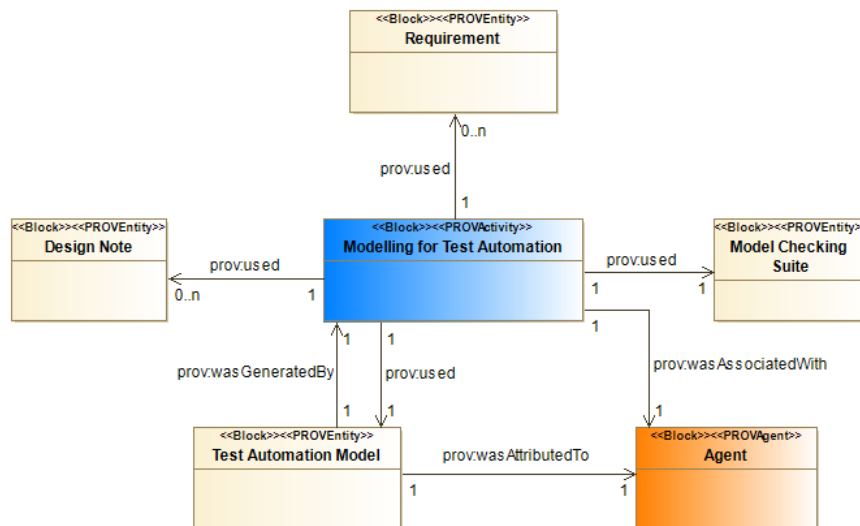 <<Block>><<PROVEntity>>
Requirement
0..n
prov:used
1
<<Block>><<PROVEntity>>
Design Note
<<Block>><<PROVActivity>>
Modelling for Test Automation
<<Block>><<PROVEntity>>
Model Checking
Suite
prov:used
0..n
1
prov:used
1
1
1
1
1
prov:wasGeneratedBy
prov:used
prov:wasAssociatedWith
1
1
1
<<Block>><<PROVEntity>>
Test Automation Model
prov:wasAttributedTo
1
1
<<Block>><<PROVAgent>>
Agent